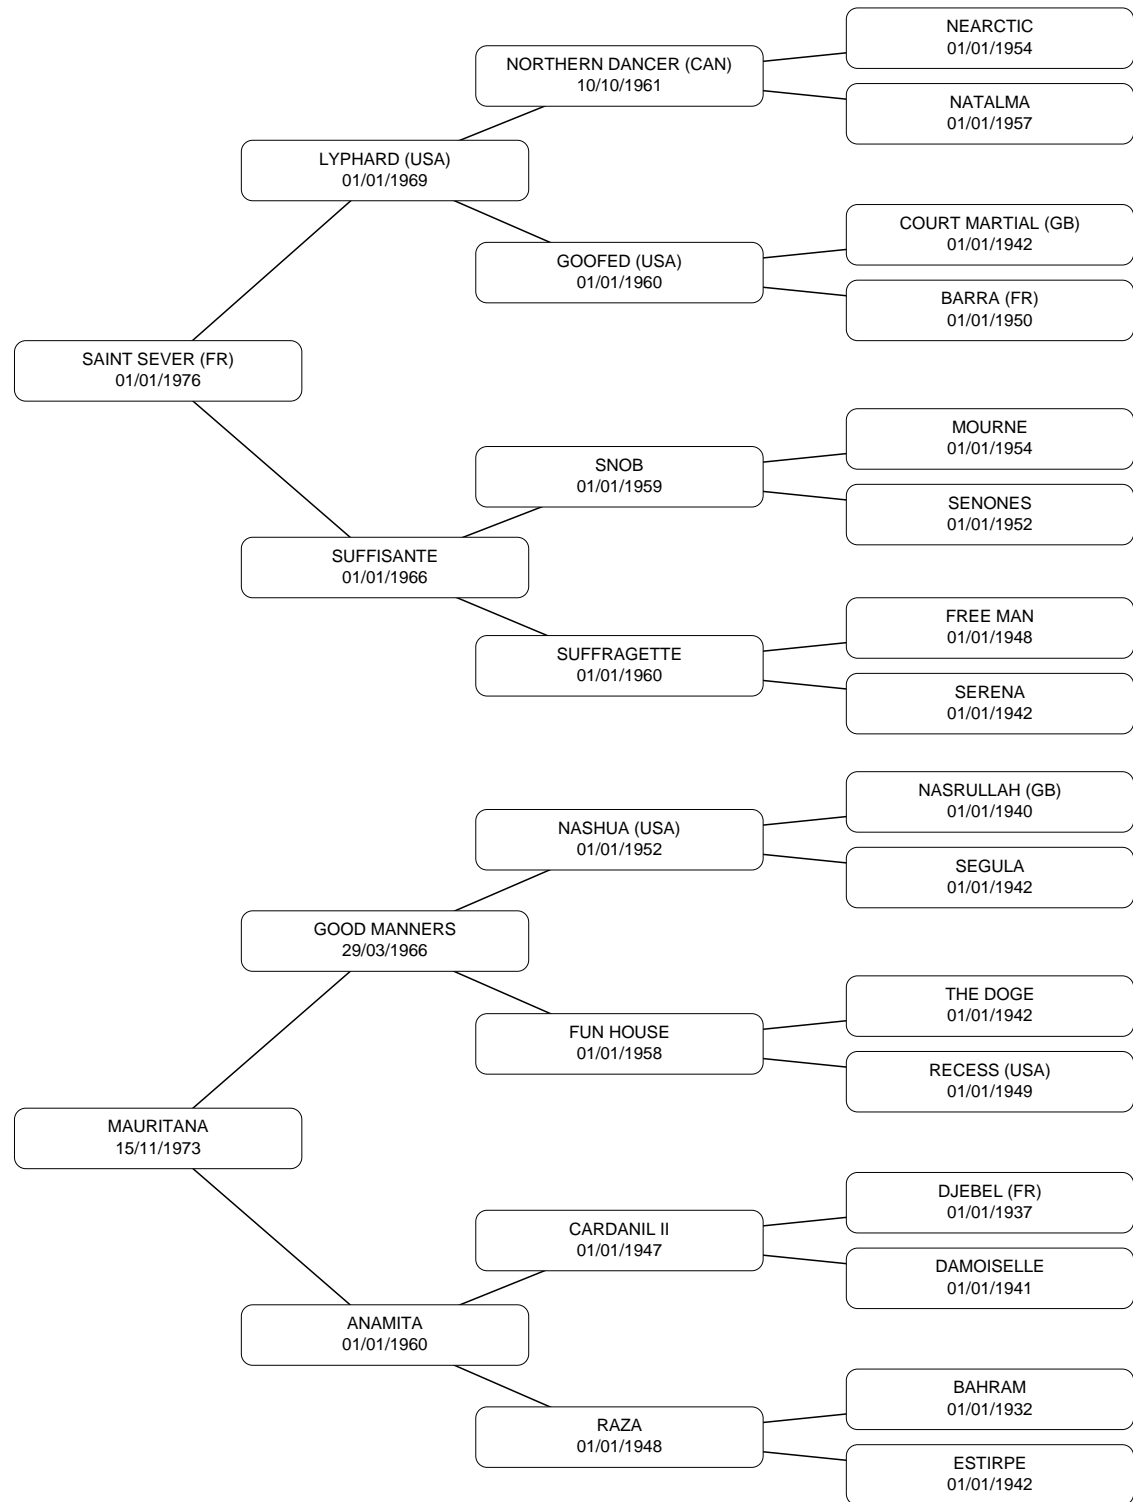 NEARCTIC
01/01/1954
NORTHERN DANCER (CAN)
10/10/1961
NATALMA
01/01/1957
LYPHARD (USA)
01/01/1969
COURT MARTIAL (GB)
01/01/1942
GOOFED (USA)
01/01/1960
BARRA (FR)
01/01/1950
SAINT SEVER (FR)
01/01/1976
MOURNE
01/01/1954
SNOB
01/01/1959
SENONES
01/01/1952
SUFFISANTE
01/01/1966
FREE MAN
01/01/1948
SUFFRAGETTE
01/01/1960
SERENA
01/01/1942
NASRULLAH (GB)
01/01/1940
NASHUA (USA)
01/01/1952
SEGULA
01/01/1942
GOOD MANNERS
29/03/1966
THE DOGE
01/01/1942
FUN HOUSE
01/01/1958
RECESS (USA)
01/01/1949
MAURITANA
15/11/1973
DJEBEL (FR)
01/01/1937
CARDANIL II
01/01/1947
DAMOISELLE
01/01/1941
ANAMITA
01/01/1960
BAHRAM
01/01/1932
RAZA
01/01/1948
ESTIRPE
01/01/1942